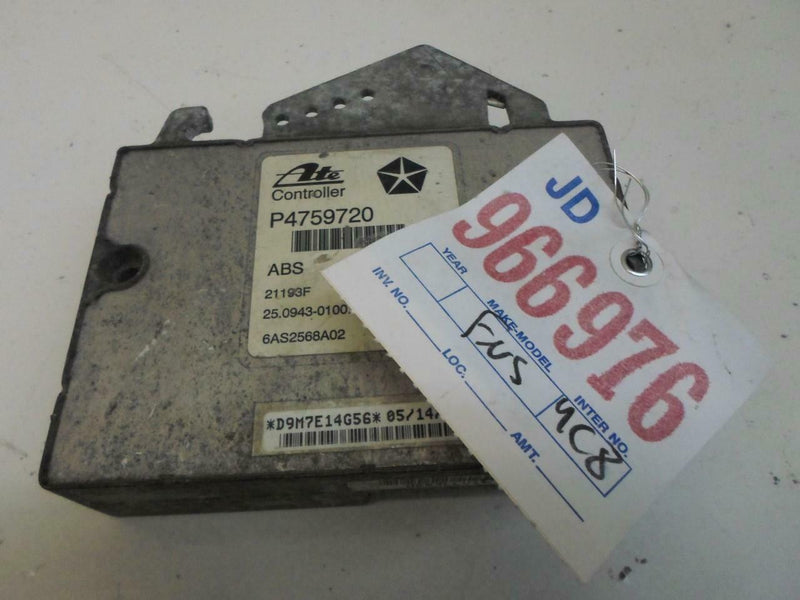 Ate
Controller
P4759720
ABS
21193F
25.0943-0100.
6AS2568A02
*D9M7E14G56* 05/14/
JD
966976
YEAR
MAKE-MODEL
INTER NO.
4C8
INV. NO.
LOC.
AMT.